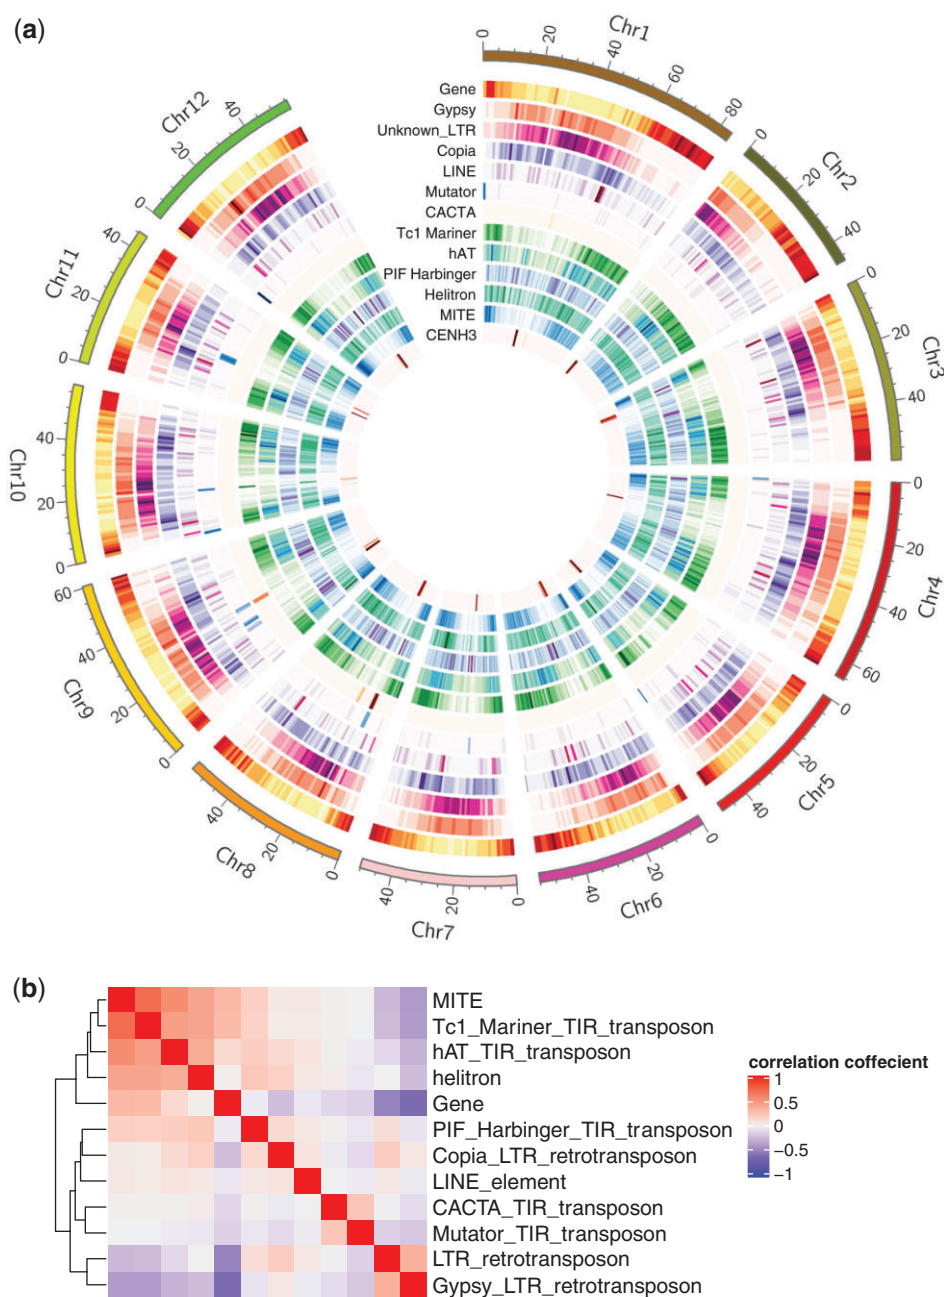 (a)
Chr1
0
20
40
60
80
Gene
Gypsy
Unknown_LTR
Copia
LINE
Mutator
CACTA
Tc1 Mariner
hAT
PIF Harbinger
Helitron
MITE
CENH3
Chr2
0
20
40
Chr3
0
20
40
Chr4
0
20
40
60
Chr5
0
20
40
Chr6
0
20
40
Chr7
0
20
40
Chr8
0
20
40
Chr9
0
20
40
60
Chr10
0
20
40
Chr11
0
20
40
Chr12
0
20
40
(b)
MITE
Tc1_Mariner_TIR_transposon
hAT_TIR_transposon
helitron
Gene
PIF_Harbinger_TIR_transposon
Copia_LTR_retrotransposon
LINE_element
CACTA_TIR_transposon
Mutator_TIR_transposon
LTR_retrotransposon
Gypsy_LTR_retrotransposon
correlation coffecient
1
0.5
0
−0.5
−1